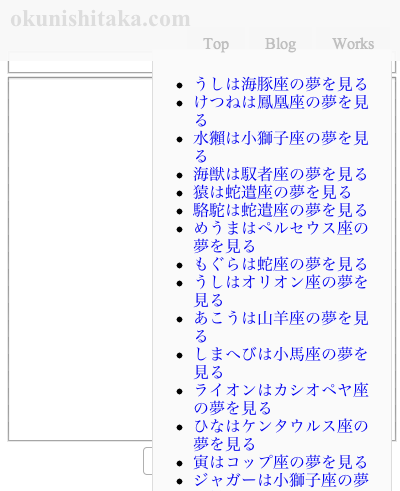 okunishitaka.com
Top Blog Works
うしは海豚座の夢を見る
けつねは鳳凰座の夢を見
る
水獺は小獅子座の夢を見
る
海獣は馭者座の夢を見る
猿は蛇遣座の夢を見る
駱駝は蛇遣座の夢を見る
めうまはペルセウス座の
夢を見る
もぐらは蛇座の夢を見る
うしはオリオン座の夢を
見る
あこうは山羊座の夢を見
る
しまへびは小馬座の夢を
見る
ライオンはカシオペヤ座
の夢を見る
ひなはケンタウルス座の
夢を見る
寅はコップ座の夢を見る
ジャガーは小獅子座の夢